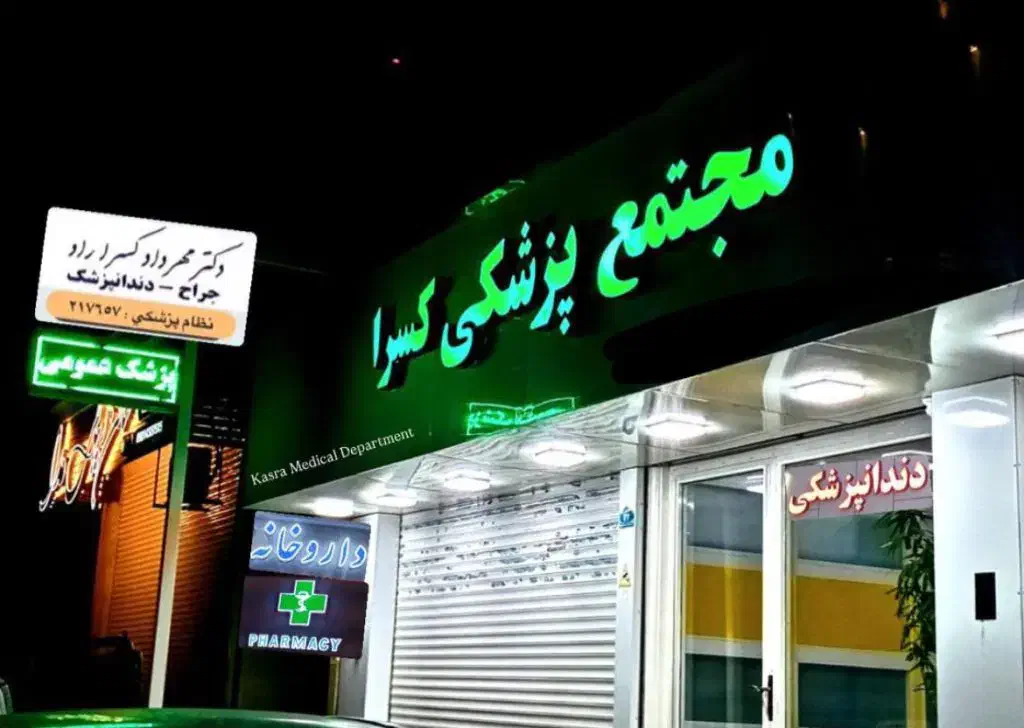 مجتمع پزشکی کسرا
Kasra Medical Department
دکتر مهرداد کسرا راد
جراح - دندانپزشک
نظام پزشکی : ۲۱۷۶۵۷
پزشک عمومی
داروخانه
PHARMACY
دندانپزشکی